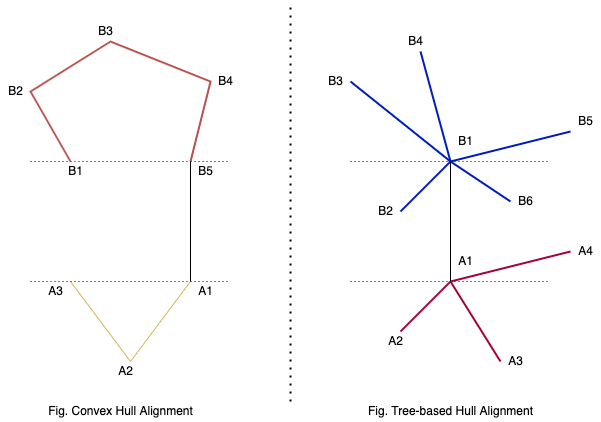 B3
B2
B4
B1
B5
A3
A1
A2
Fig. Convex Hull Alignment
B4
B3
B5
B1
B2
B6
A1
A4
A2
A3
Fig. Tree-based Hull Alignment